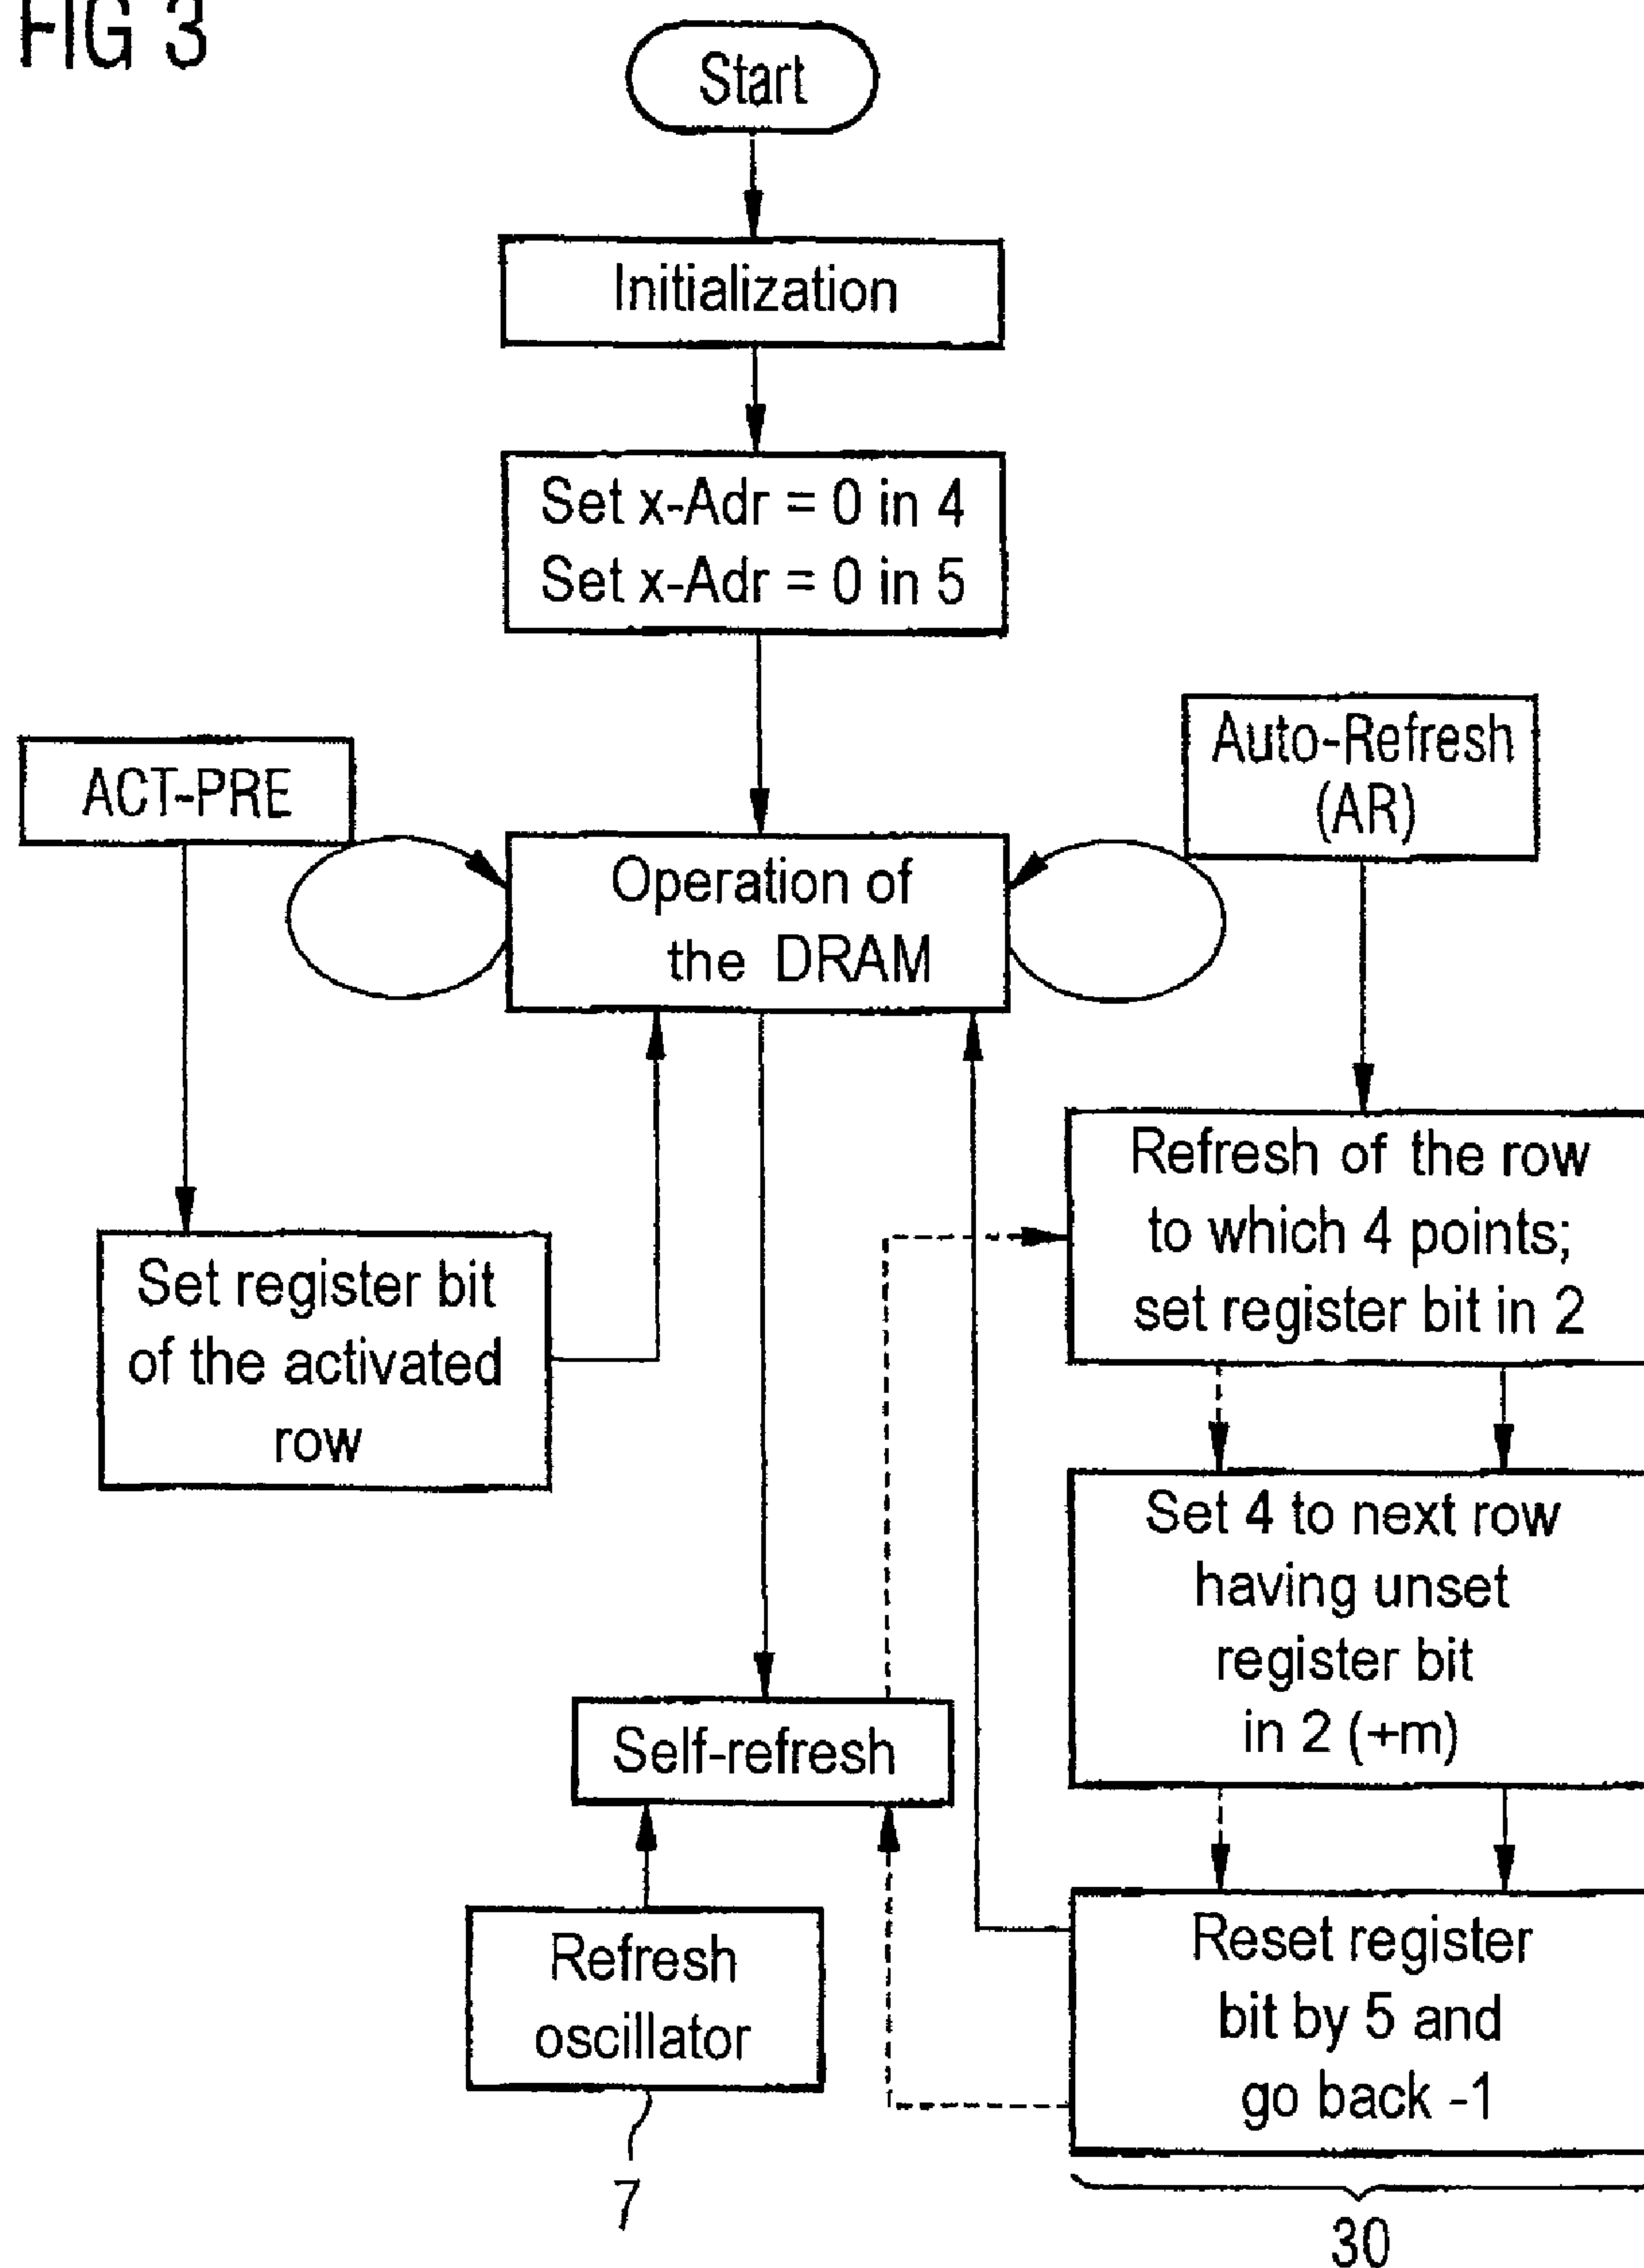 FIG 3
Start
Initialization
Set x-Adr = 0 in 4
Set x-Adr = 0 in 5
ACT-PRE
Auto-Refresh
(AR)
Operation of
the DRAM
Refresh of the row
to which 4 points;
set register bit in 2
Set register bit
of the activated
row
Set 4 to next row
having unset
register bit
in 2 (+m)
Self-refresh
Refresh
oscillator
7
Reset register
bit by 5 and
go back -1
30